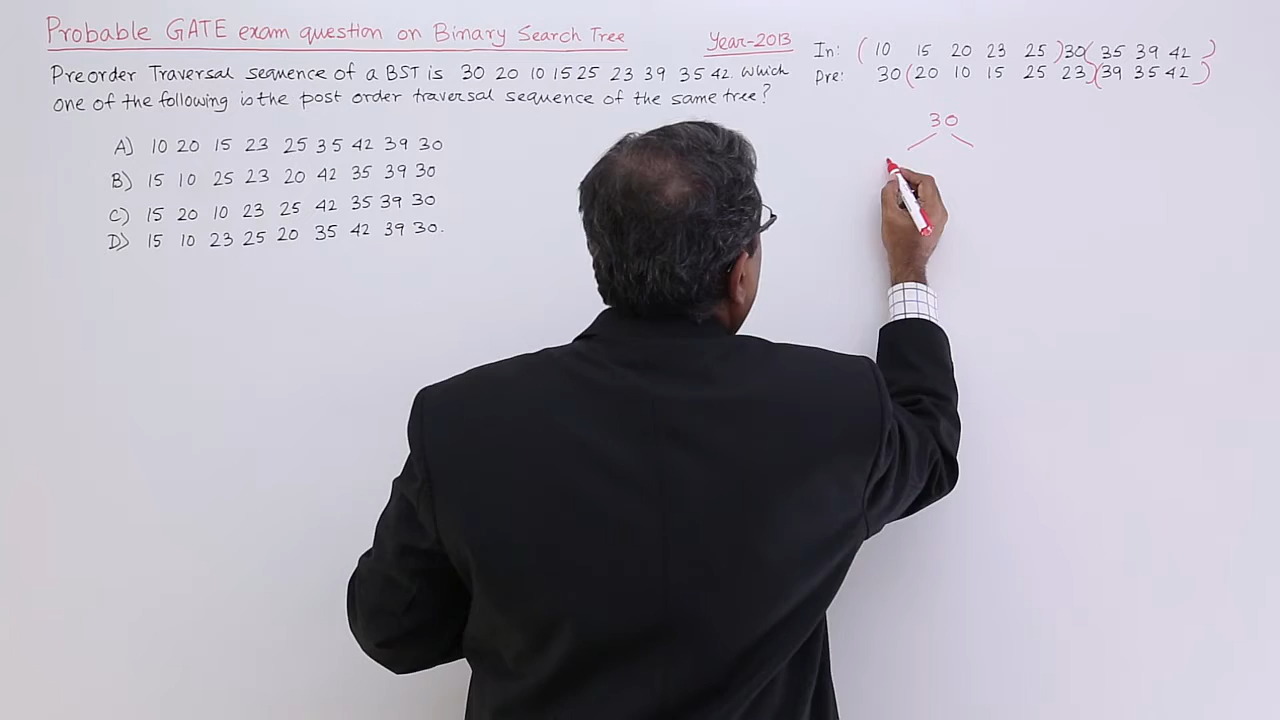 Probable GATE exam question on Binary Search Tree Year-2013
Preorder Traversal sequence of a BST is 30 20 10 15 25 23 39 35 42. Which
one of the following is the post order traversal sequence of the same tree?
A) 10 20 15 23 25 35 42 39 30
B) 15 10 25 23 20 42 35 39 30
C) 15 20 10 23 25 42 35 39 30
D) 15 10 23 25 20 35 42 39 30.
In: (10 15 20 23 25) 30 (35 39 42)
Pre: 30 (20 10 15 25 23) (39 35 42)
30